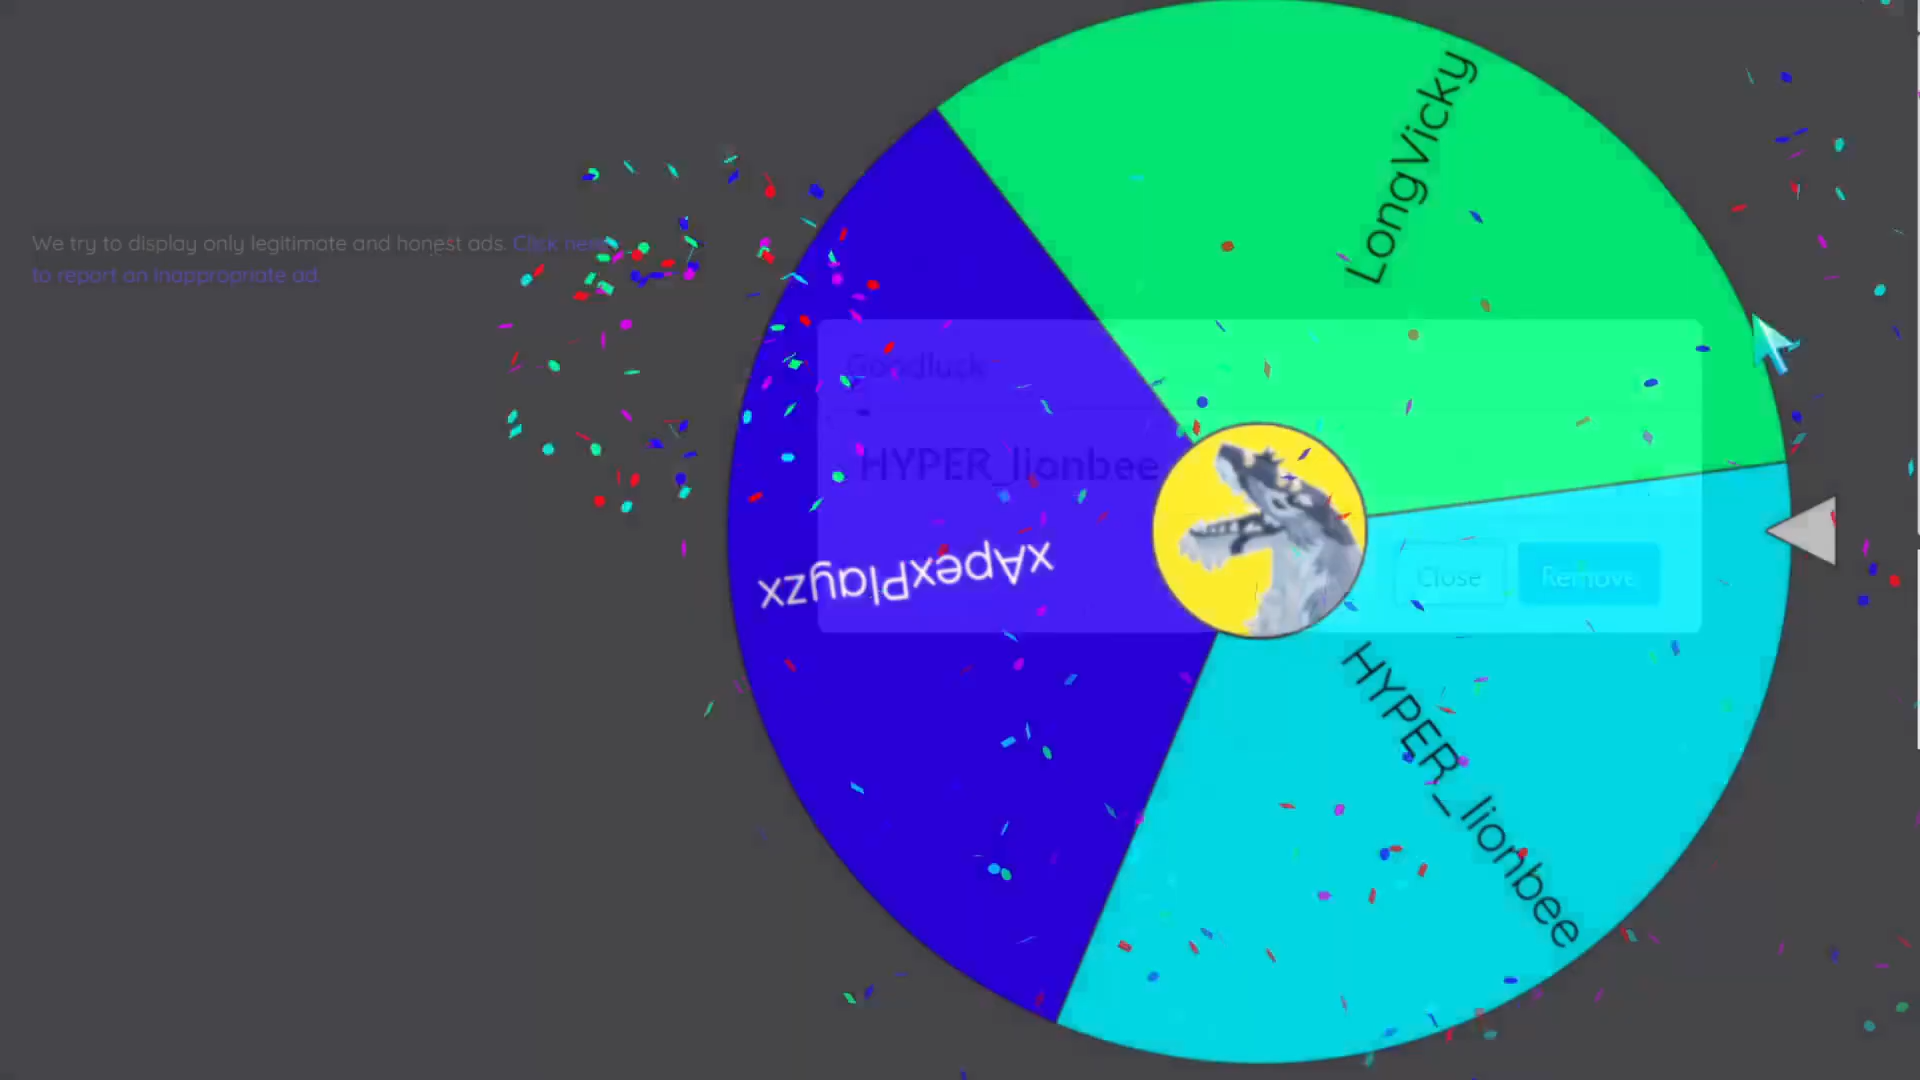 We try to display only legitimate and honest ads. Click here
to report an inappropriate ad.
LongVicky
Goodluck
HYPER_lionbee
xApexPlayzx
Close Remove
HYPER_lionbee